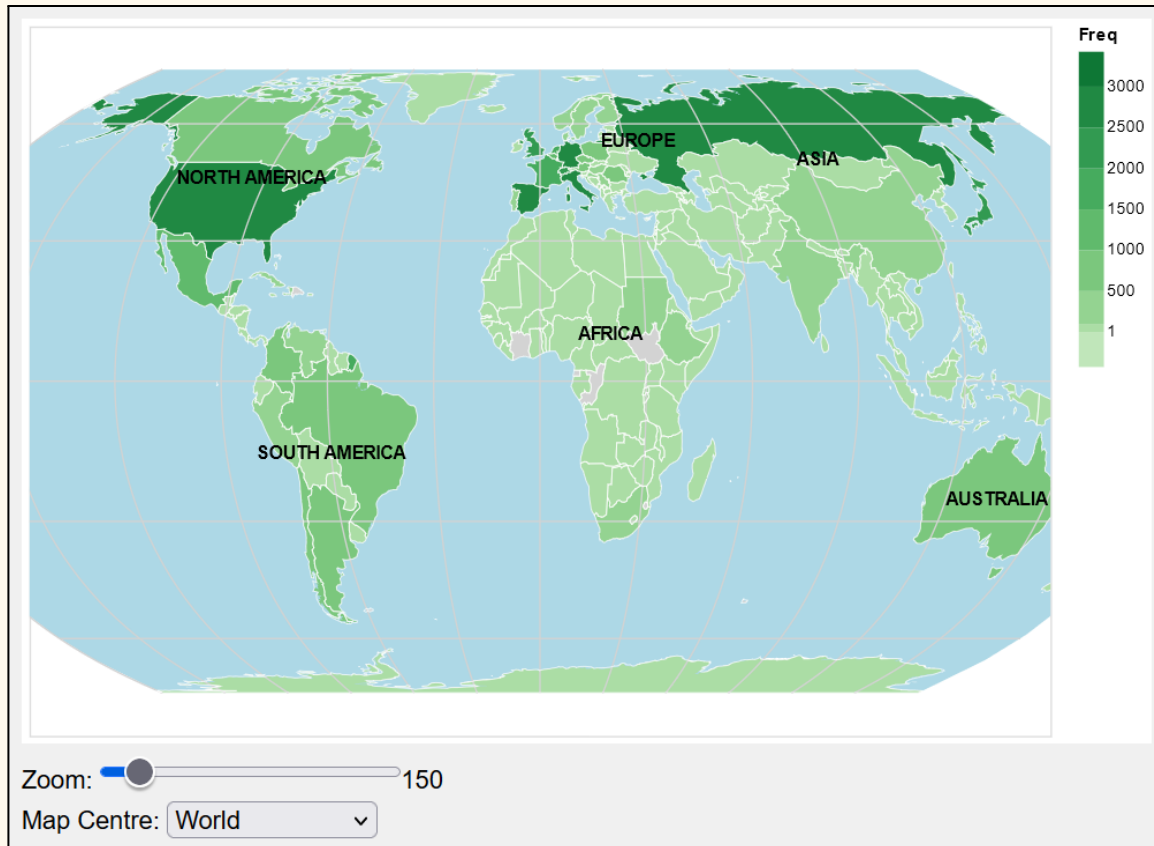 Freq
3000
2500
2000
1500
1000
500
1
EUROPE
ASIA
NORTH AMERICA
AFRICA
SOUTH AMERICA
AUSTRALIA
Zoom: 150
Map Centre: World